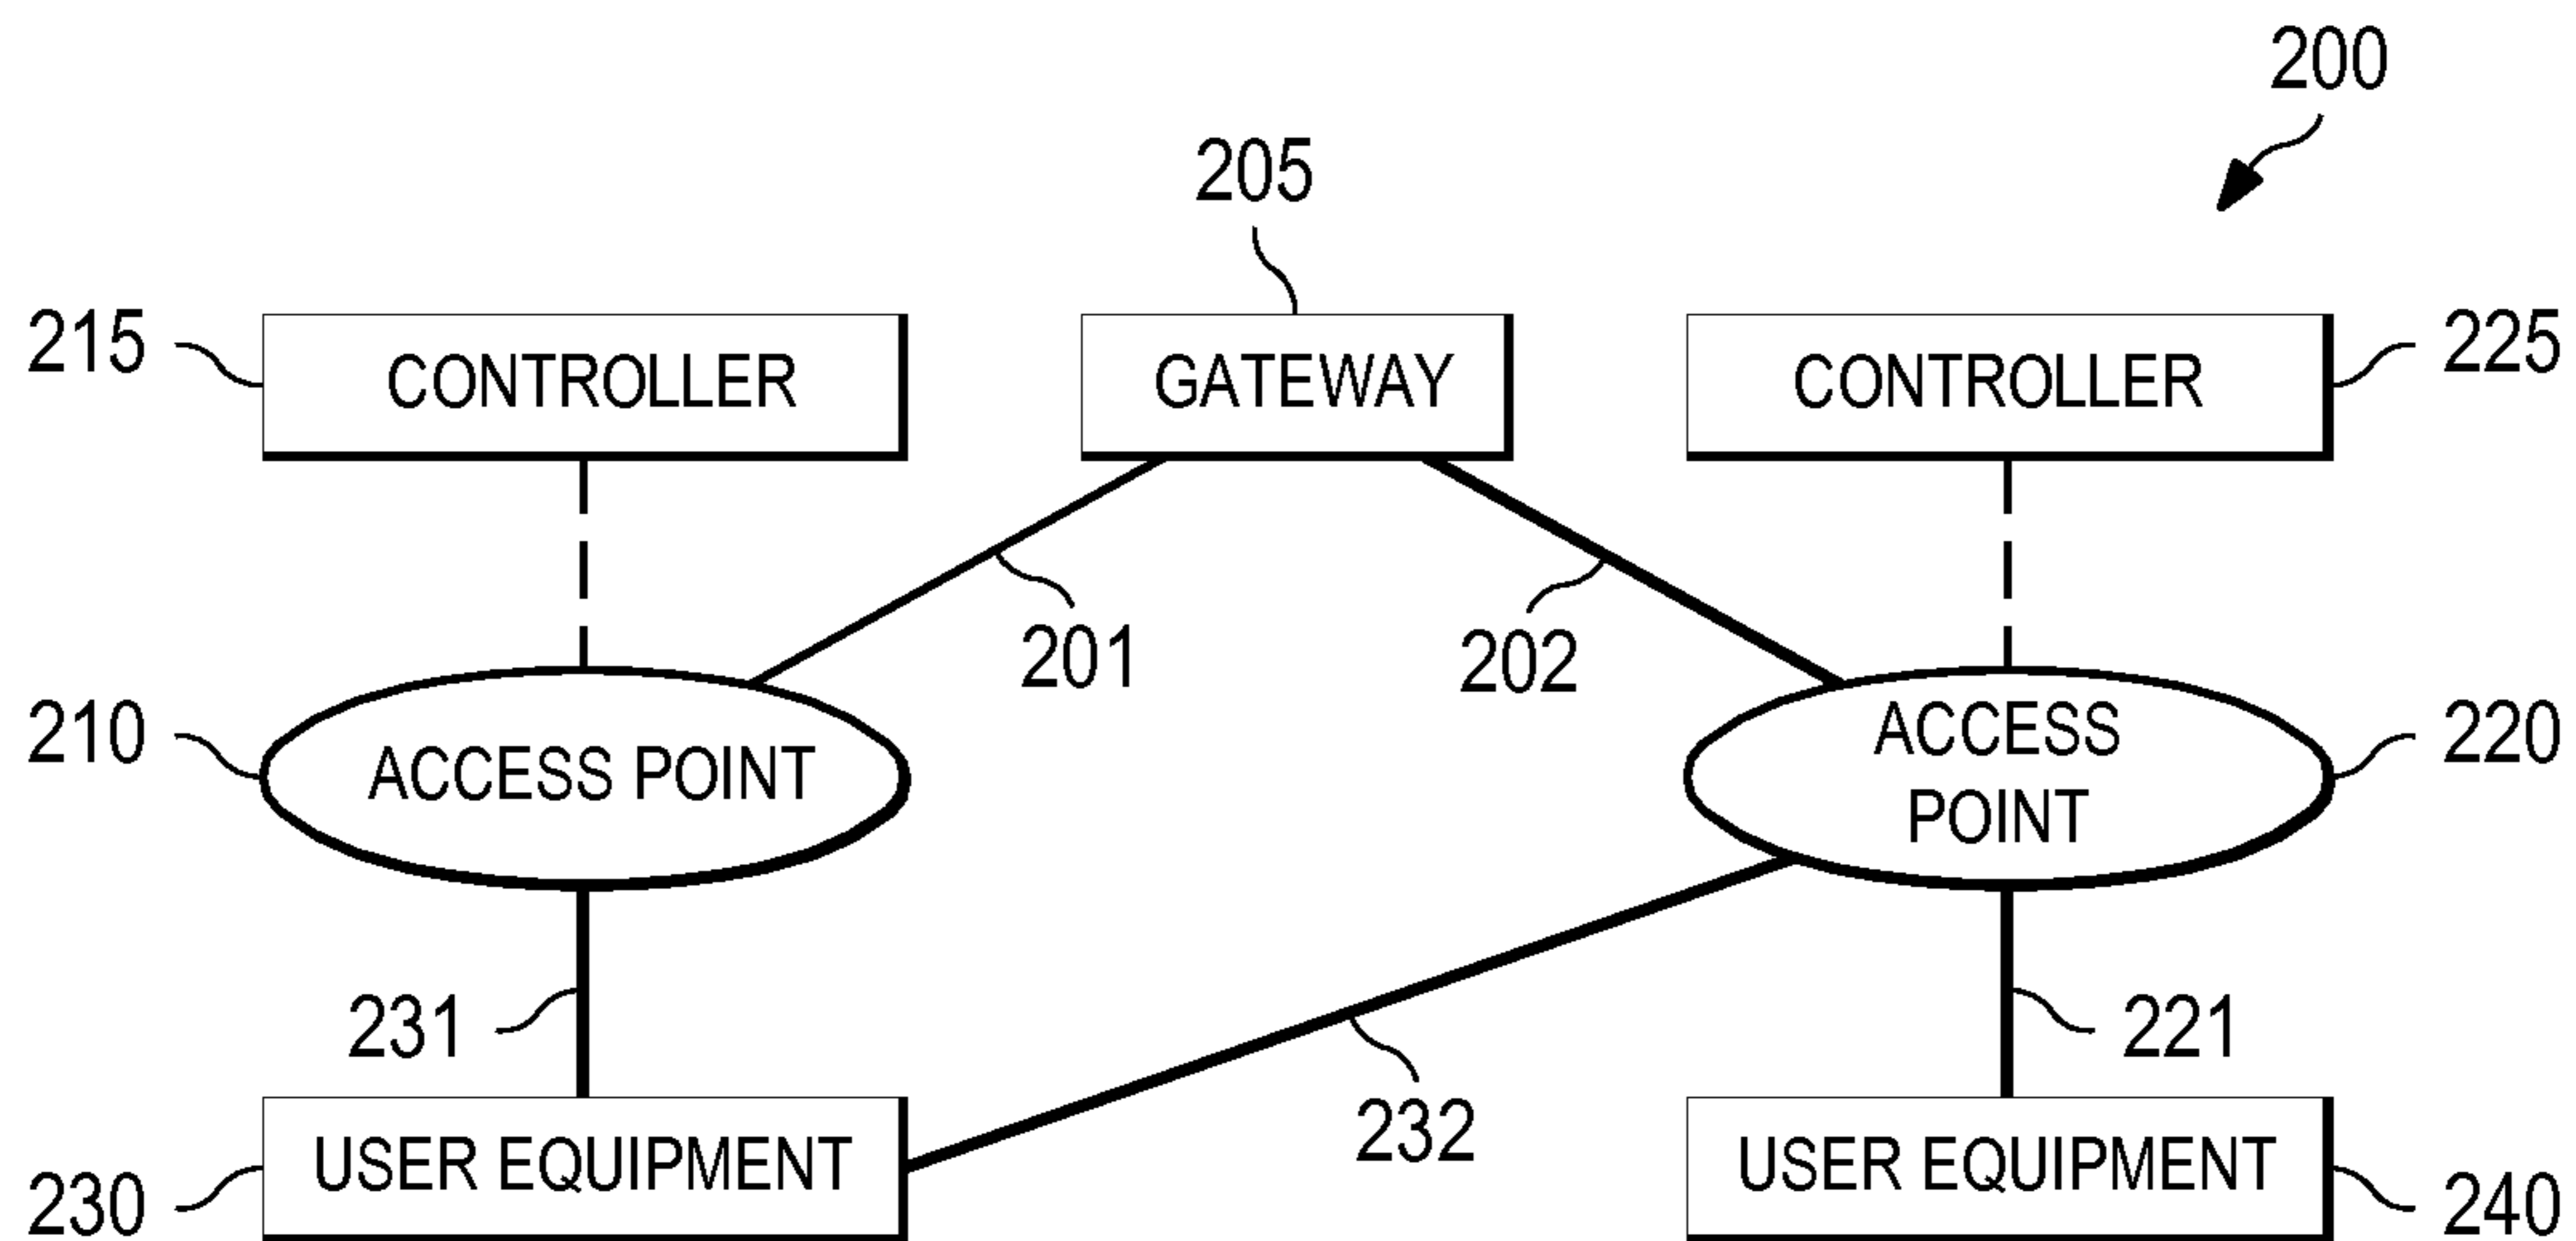 200
205
215
CONTROLLER
GATEWAY
CONTROLLER
225
201
202
210
ACCESS POINT
ACCESS
POINT
220
231
232
221
230
USER EQUIPMENT
USER EQUIPMENT
240